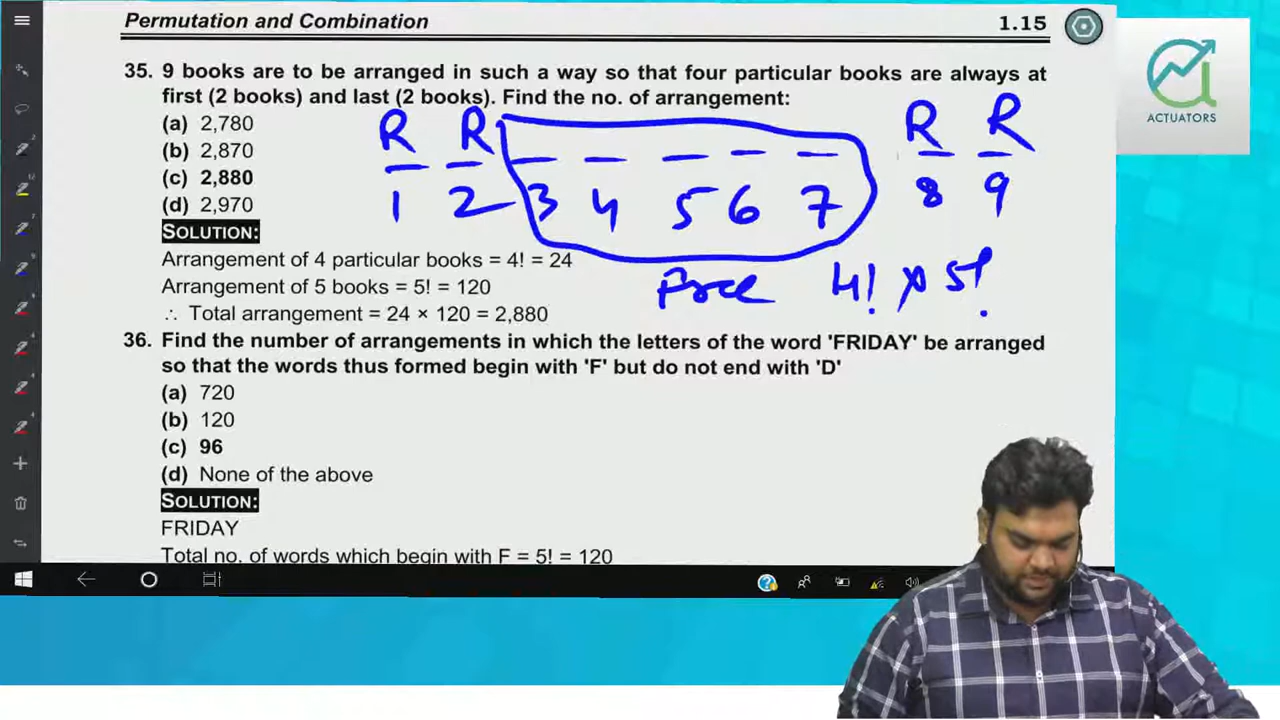 Permutation and Combination 1.15
35. 9 books are to be arranged in such a way so that four particular books are always at
first (2 books) and last (2 books). Find the no. of arrangement:
(a) 2,780
(b) 2,870
(c) 2,880
(d) 2,970
R R R R
1 2 3 4 5 6 7 8 9
SOLUTION:
Arrangement of 4 particular books = 4! = 24
Arrangement of 5 books = 5! = 120
4! × 5!
∴ Total arrangement = 24 × 120 = 2,880
36. Find the number of arrangements in which the letters of the word 'FRIDAY' be arranged
so that the words thus formed begin with 'F' but do not end with 'D'
(a) 720
(b) 120
(c) 96
(d) None of the above
SOLUTION:
FRIDAY
Total no. of words which begin with F = 5! = 120
ACTUATORS